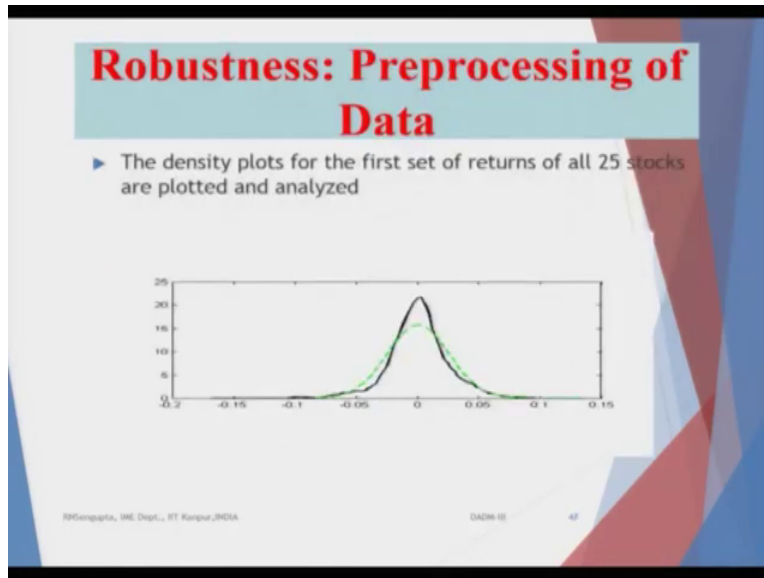 Robustness: Preprocessing of
Data
The density plots for the first set of returns of all 25 stocks
are plotted and analyzed
25
20
15
10
5
0
-0.2 -0.15 -0.1 -0.05 0 0.05 0.1 0.15
RNSengupta, IME Dept., IIT Kanpur,INDIA DADM-III 47